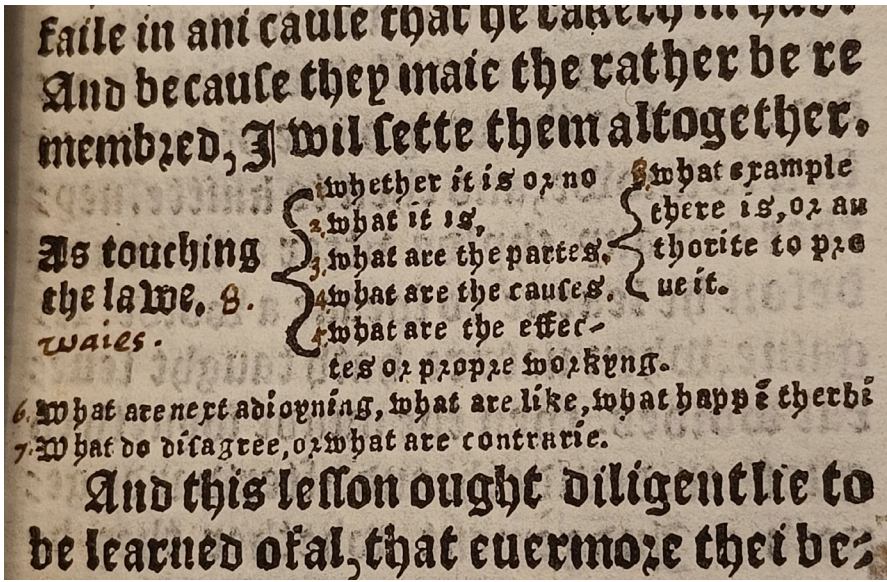 faile in ani cauſe that he taketh in
And becauſe they maie the rather be re
membred, I wil ſette them altogether.
As touching
the lawe. 8.
waies.
1 whether it is or no
2. what it is,
3. what are the partes.
4 what are the cauſes.
5 what are the effec-
tes or propre workyng.
8. what example
there is, or au
thorite to pro
ue it.
6. What are next adioyning, what are like, what happē therbi
7. What do diſagree, or what are contrarie.
And this leſſon ought diligentlie to
be learned of al, that euermore thei be-